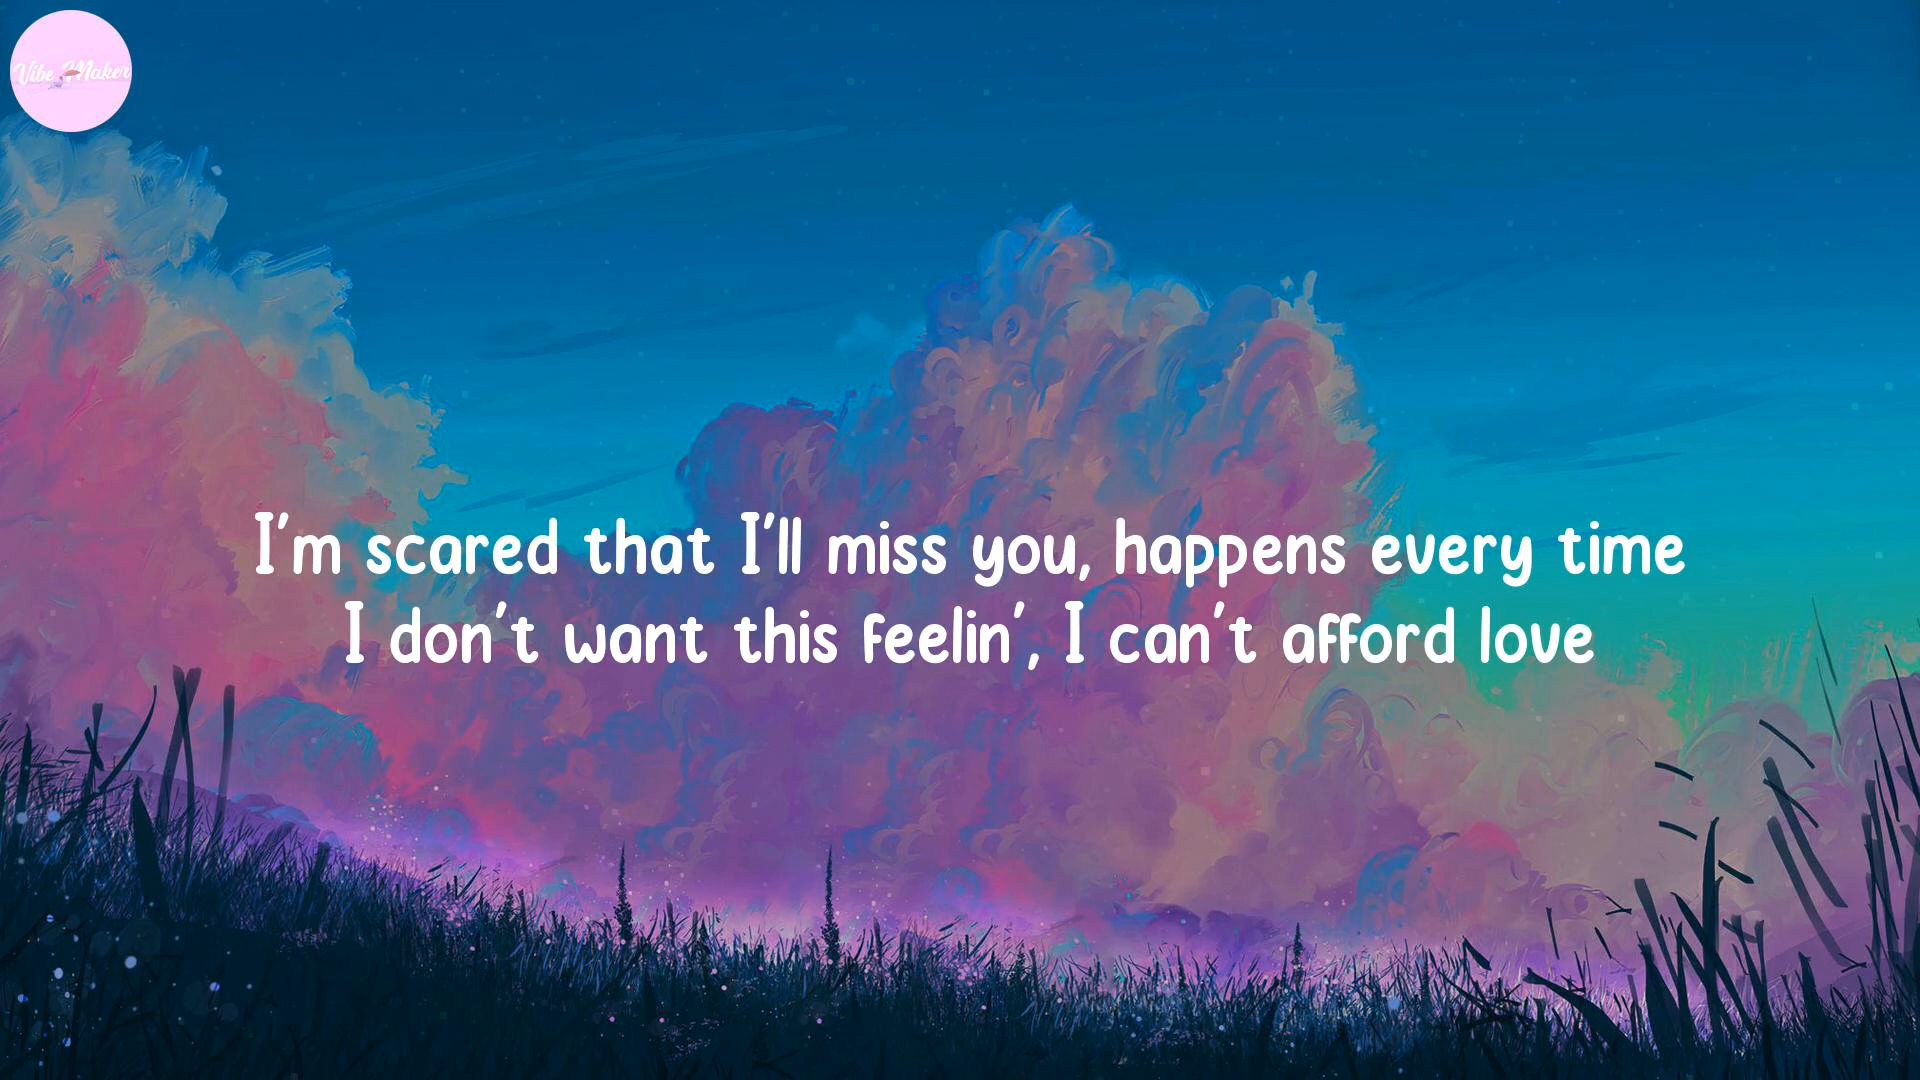 Vibe Maker
I'm scared that I'll miss you, happens every time
I don't want this feelin', I can't afford love